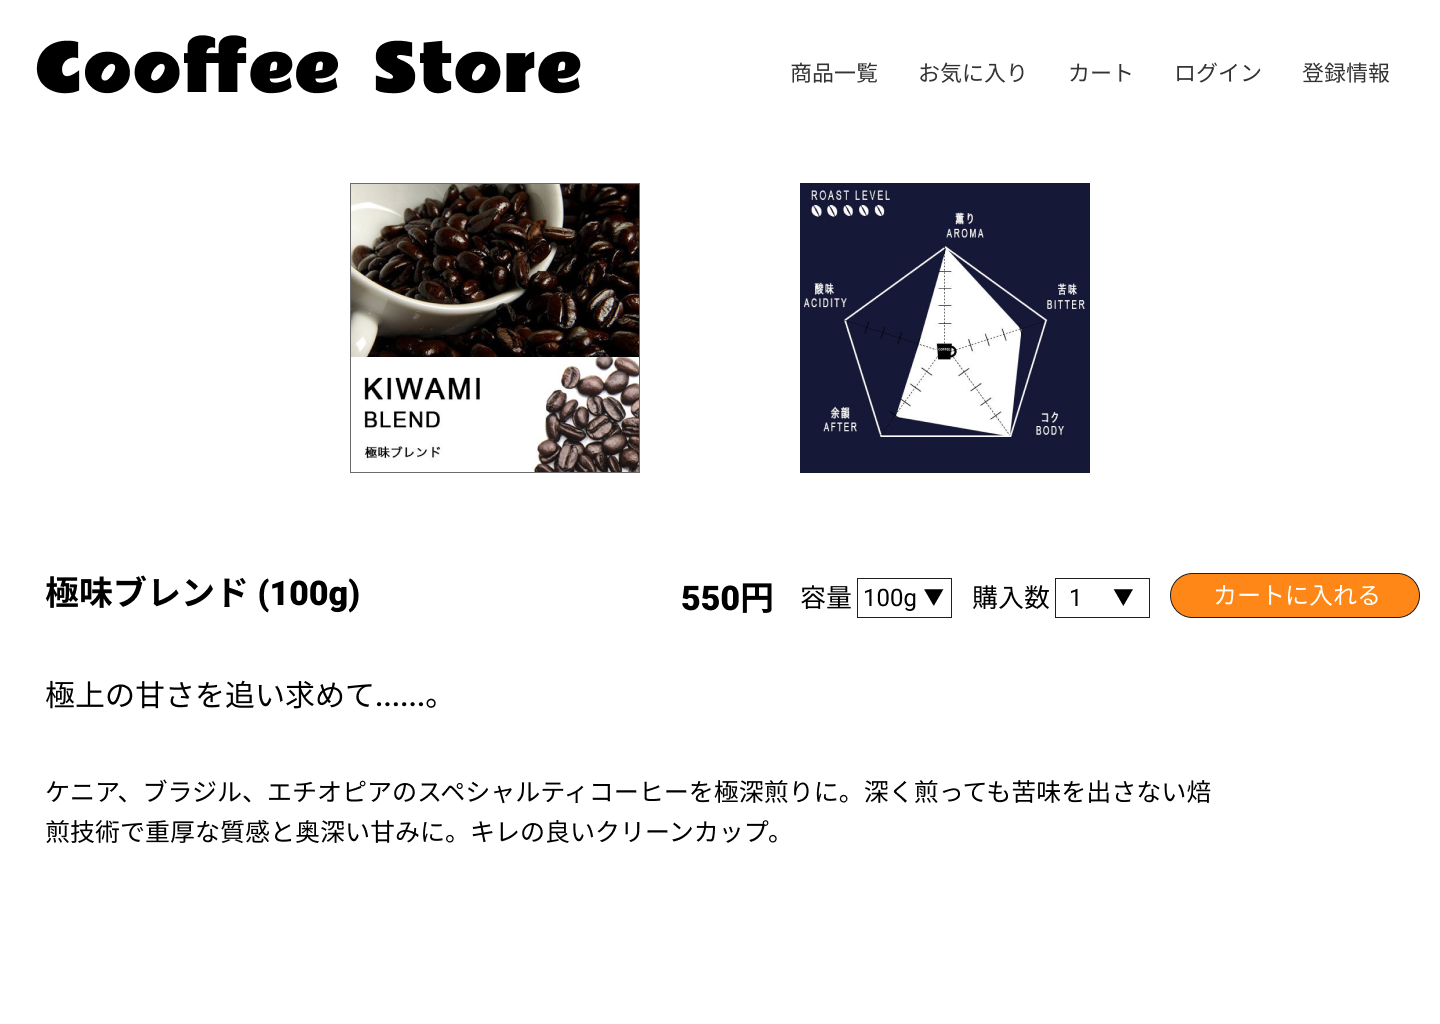 Cooffee Store
商品一覧 お気に入り カート ログイン 登録情報
KIWAMI
BLEND
極味ブレンド
ROAST LEVEL
薫り
AROMA
酸味
ACIDITY
苦味
BITTER
余韻
AFTER
コク
BODY
極味ブレンド (100g)
550円 容量 100g ▼ 購入数 1 ▼ カートに入れる
極上の甘さを追い求めて......。
ケニア、ブラジル、エチオピアのスペシャルティコーヒーを極深煎りに。深く煎っても苦味を出さない焙
煎技術で重厚な質感と奥深い甘みに。キレの良いクリーンカップ。